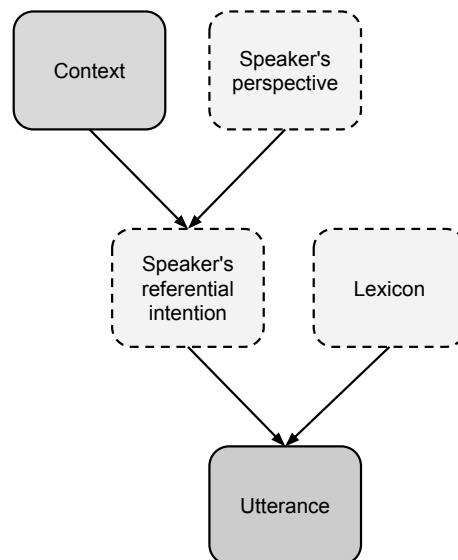 Context
Speaker's
perspective
Speaker's
referential
intention
Lexicon
Utterance